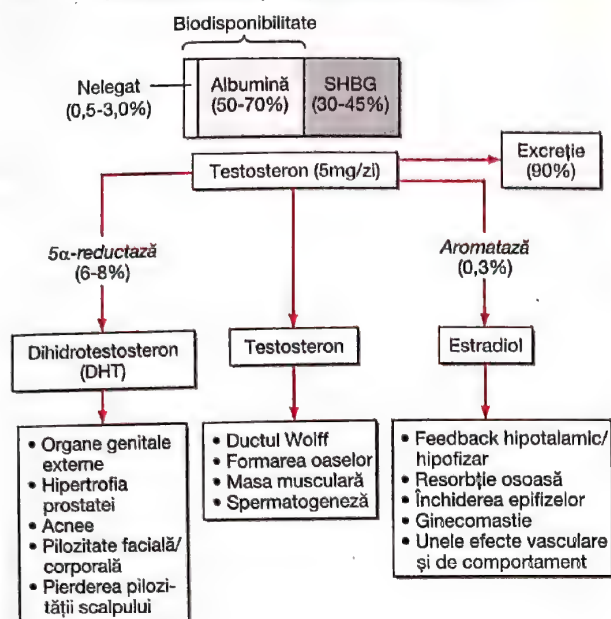 Biodisponibilitate
Nelegat
(0,5-3,0%)
Albumină
(50-70%)
SHBG
(30-45%)
Testosteron (5mg/zi)
Excreție
(90%)
5α-reductază
(6-8%)
Aromatază
(0,3%)
Dihidrotestosteron
(DHT)
Testosteron
Estradiol
• Organe genitale
externe
• Hipertrofia
prostatei
• Acnee
• Pilozitate facială/
corporală
• Pierderea pilozi-
tății scalpului
• Ductul Wolff
• Formarea oaselor
• Masa musculară
• Spermatogeneză
• Feedback hipotalamic/
hipofizar
• Resorbție osoasă
• Închiderea epifizelor
• Ginecomastie
• Unele efecte vasculare
și de comportament